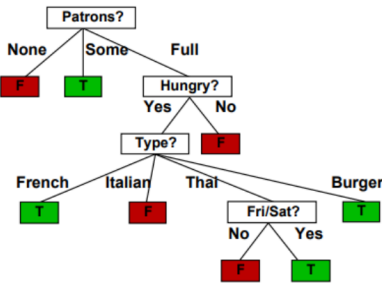 Patrons?
None Some Full
F T Hungry?
Yes No
Type? F
French Italian Thai Burger
T F Fri/Sat? T
No Yes
F T